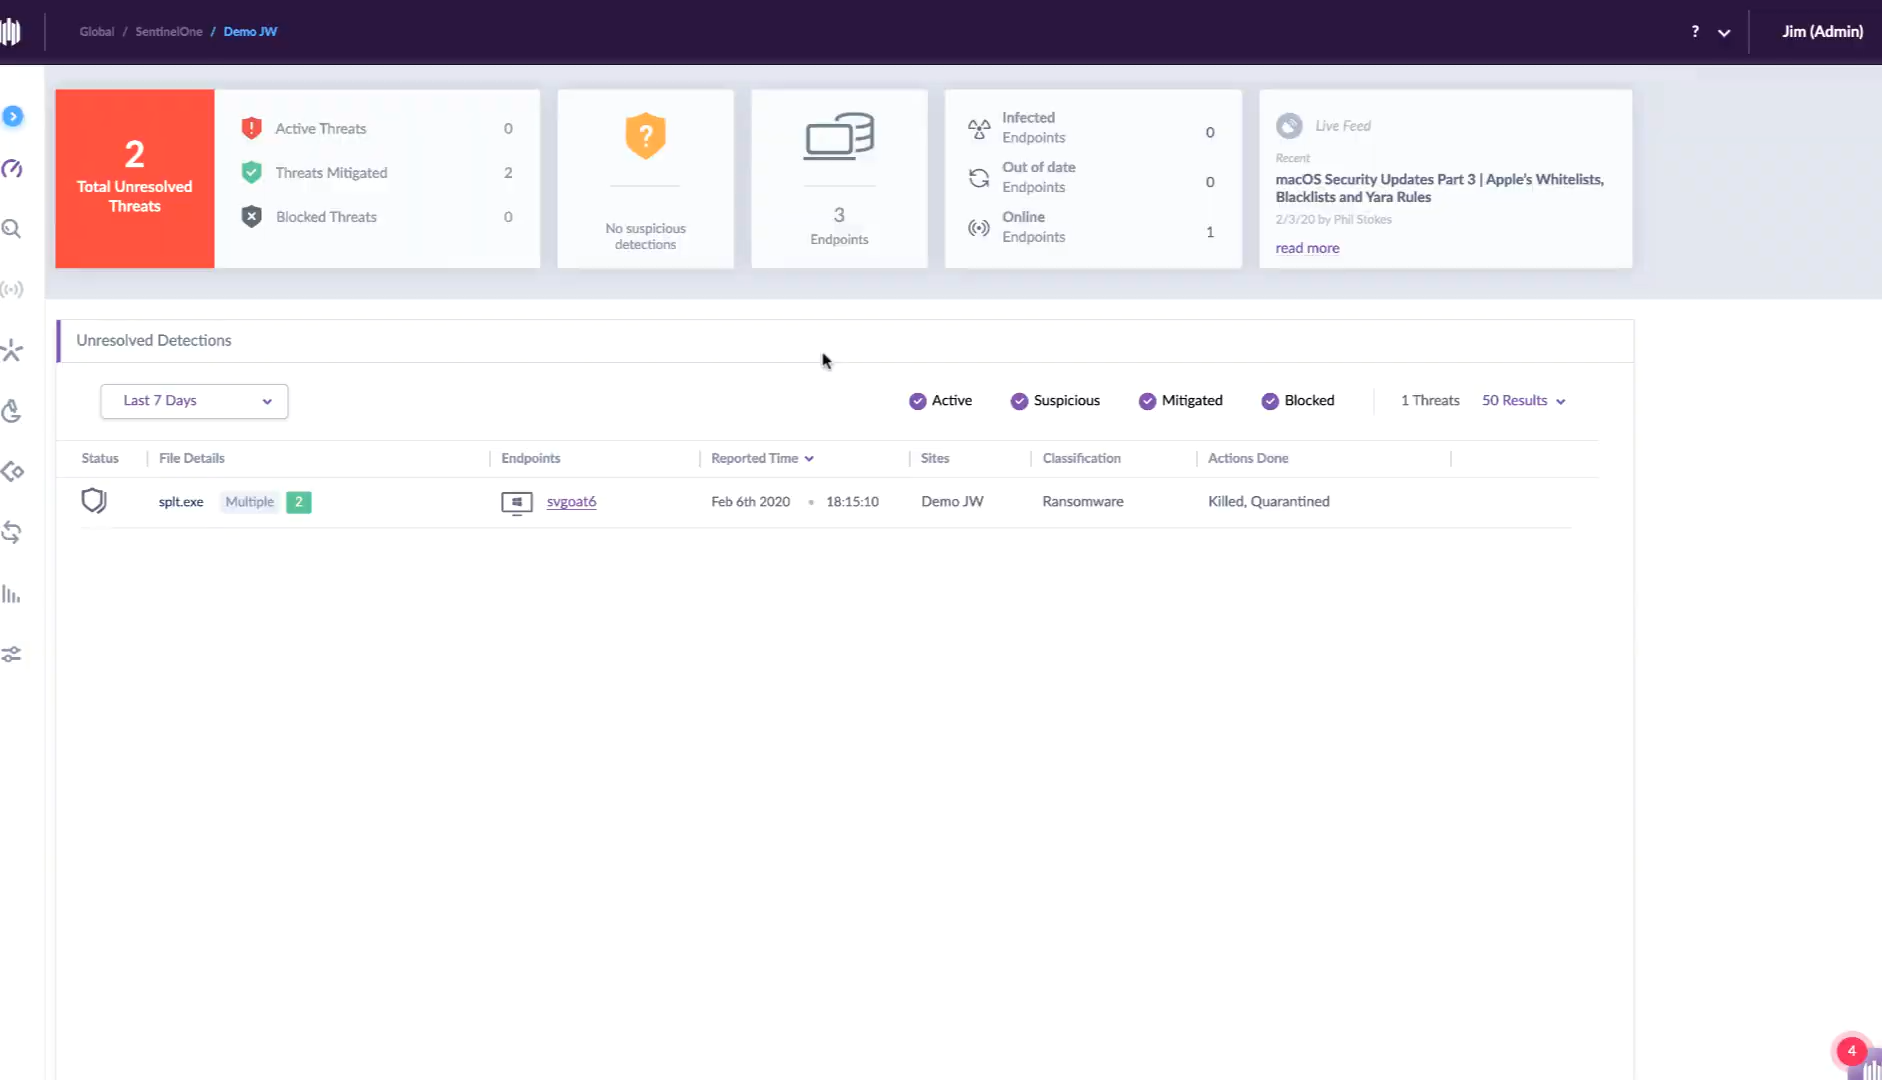 Global / SentinelOne / Demo JW
? Jim (Admin)
2
Total Unresolved
Threats
Active Threats 0
Threats Mitigated 2
Blocked Threats 0
?
No suspicious
detections
3
Endpoints
Infected
Endpoints 0
Out of date
Endpoints 0
Online
Endpoints 1
Live Feed
Recent
macOS Security Updates Part 3 | Apple's Whitelists,
Blacklists and Yara Rules
2/3/20 by Phil Stokes
read more
Unresolved Detections
Last 7 Days Active Suspicious Mitigated Blocked 1 Threats 50 Results
Status File Details Endpoints Reported Time Sites Classification Actions Done
splt.exe Multiple 2 svgoat6 Feb 6th 2020 • 18:15:10 Demo JW Ransomware Killed, Quarantined
4